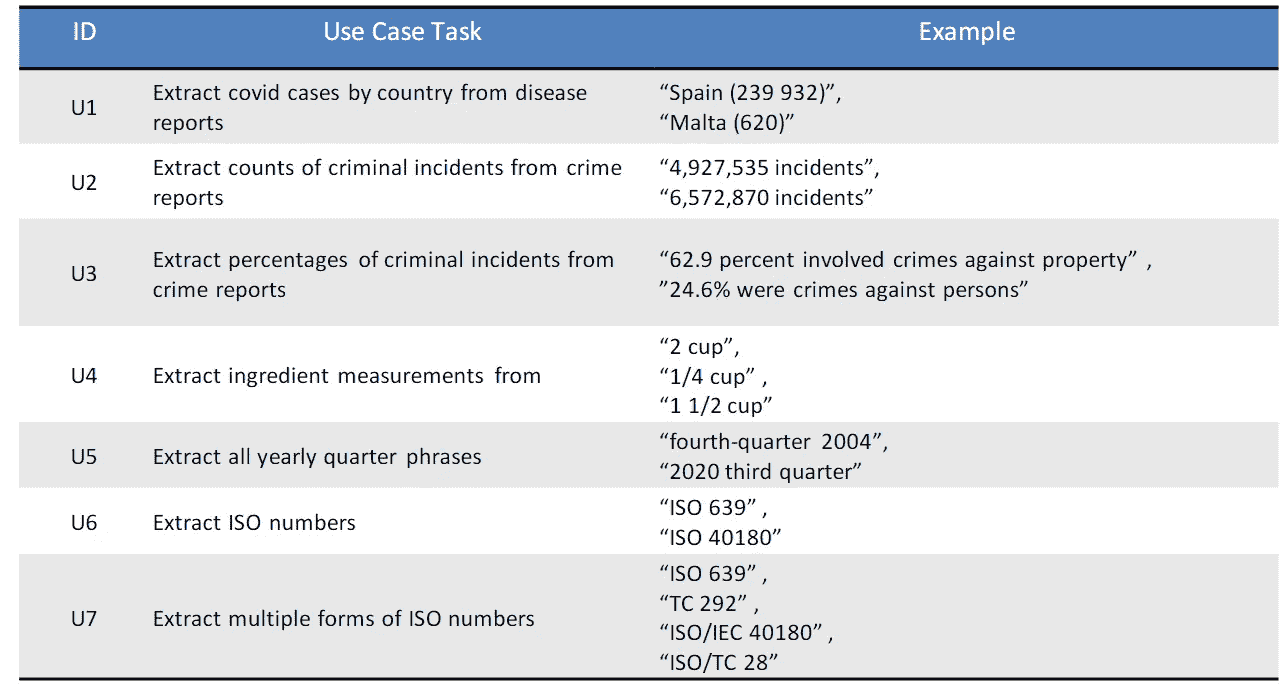 ID Use Case Task Example
U1 Extract covid cases by country from disease reports “Spain (239 932)”,
“Malta (620)”
U2 Extract counts of criminal incidents from crime reports “4,927,535 incidents”,
“6,572,870 incidents”
U3 Extract percentages of criminal incidents from crime reports “62.9 percent involved crimes against property” ,
”24.6% were crimes against persons”
U4 Extract ingredient measurements from “2 cup”,
“1/4 cup” ,
“1 1/2 cup”
U5 Extract all yearly quarter phrases “fourth-quarter 2004”,
“2020 third quarter”
U6 Extract ISO numbers “ISO 639” ,
“ISO 40180”
U7 Extract multiple forms of ISO numbers “ISO 639” ,
“TC 292” ,
“ISO/IEC 40180” ,
“ISO/TC 28”